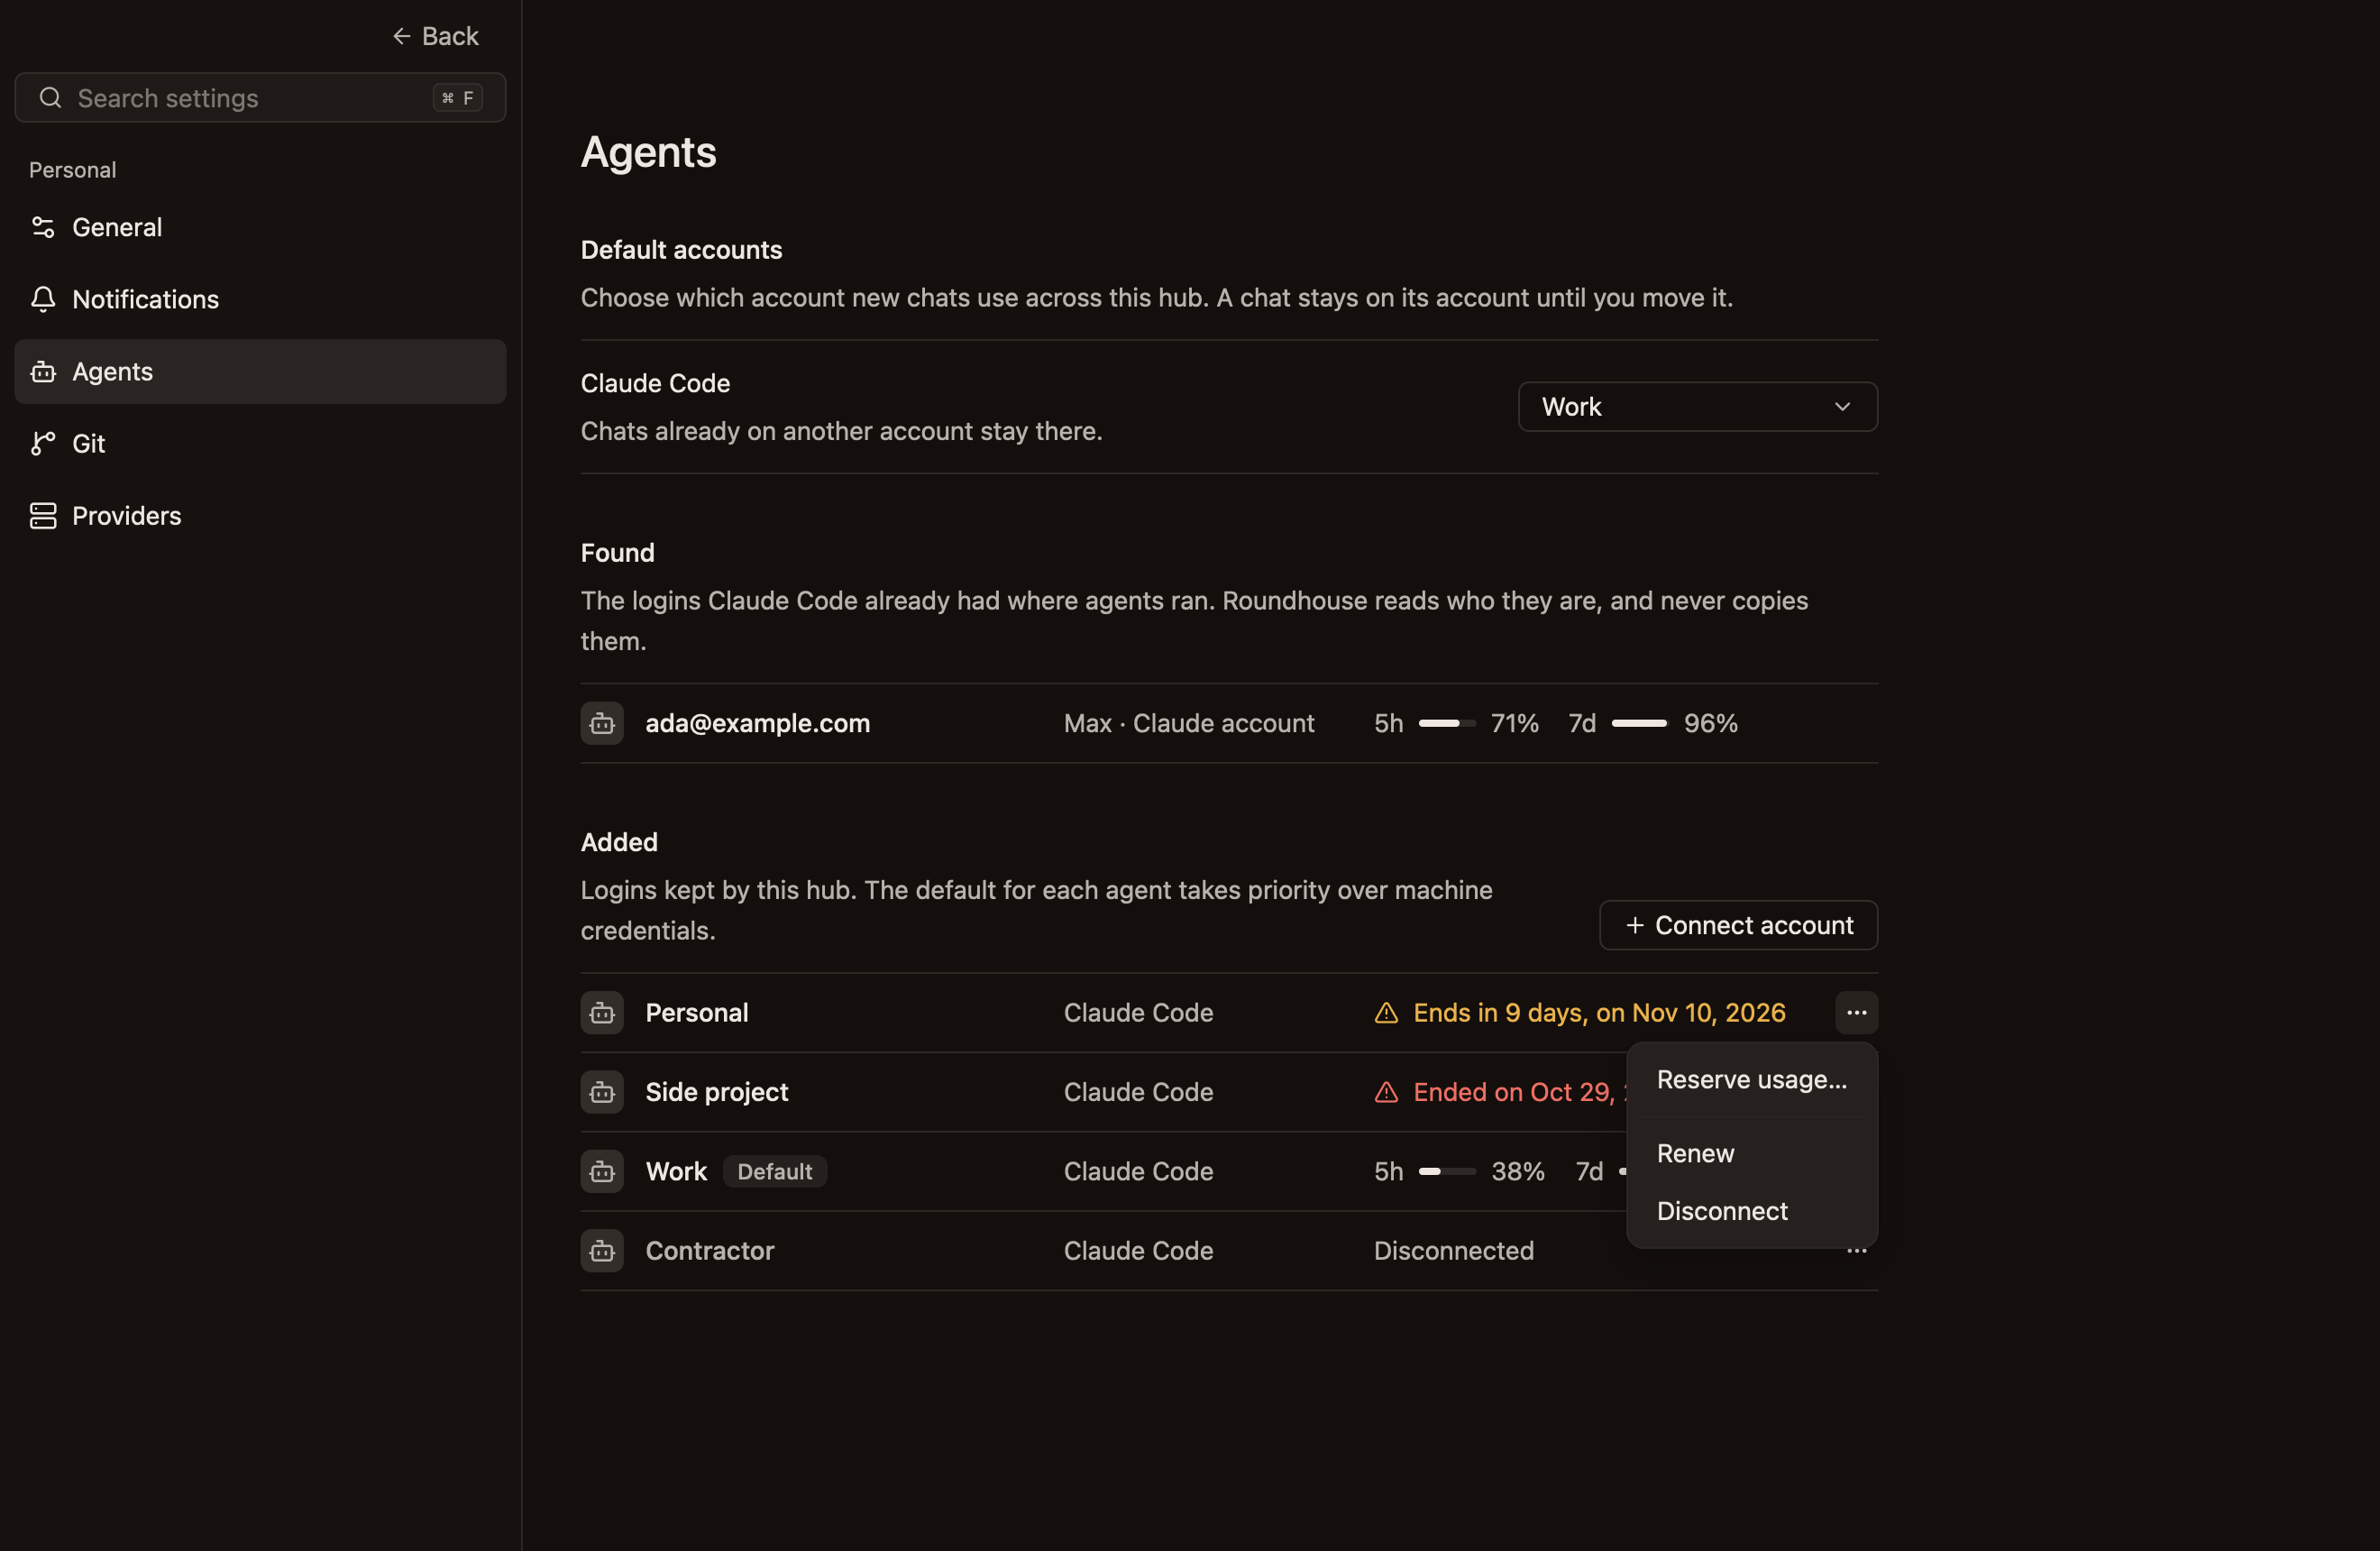 Back
Search settings
⌘ F
Personal
General
Notifications
Agents
Git
Providers
Agents
Default accounts
Choose which account new chats use across this hub. A chat stays on its account until you move it.
Claude Code
Chats already on another account stay there.
Work
Found
The logins Claude Code already had where agents ran. Roundhouse reads who they are, and never copies
them.
ada@example.com Max · Claude account 5h 71% 7d 96%
Added
Logins kept by this hub. The default for each agent takes priority over machine
credentials.
+ Connect account
Personal Claude Code Ends in 9 days, on Nov 10, 2026
Side project Claude Code Ended on Oct 29,
Work Default Claude Code 5h 38% 7d
Contractor Claude Code Disconnected
Reserve usage...
Renew
Disconnect